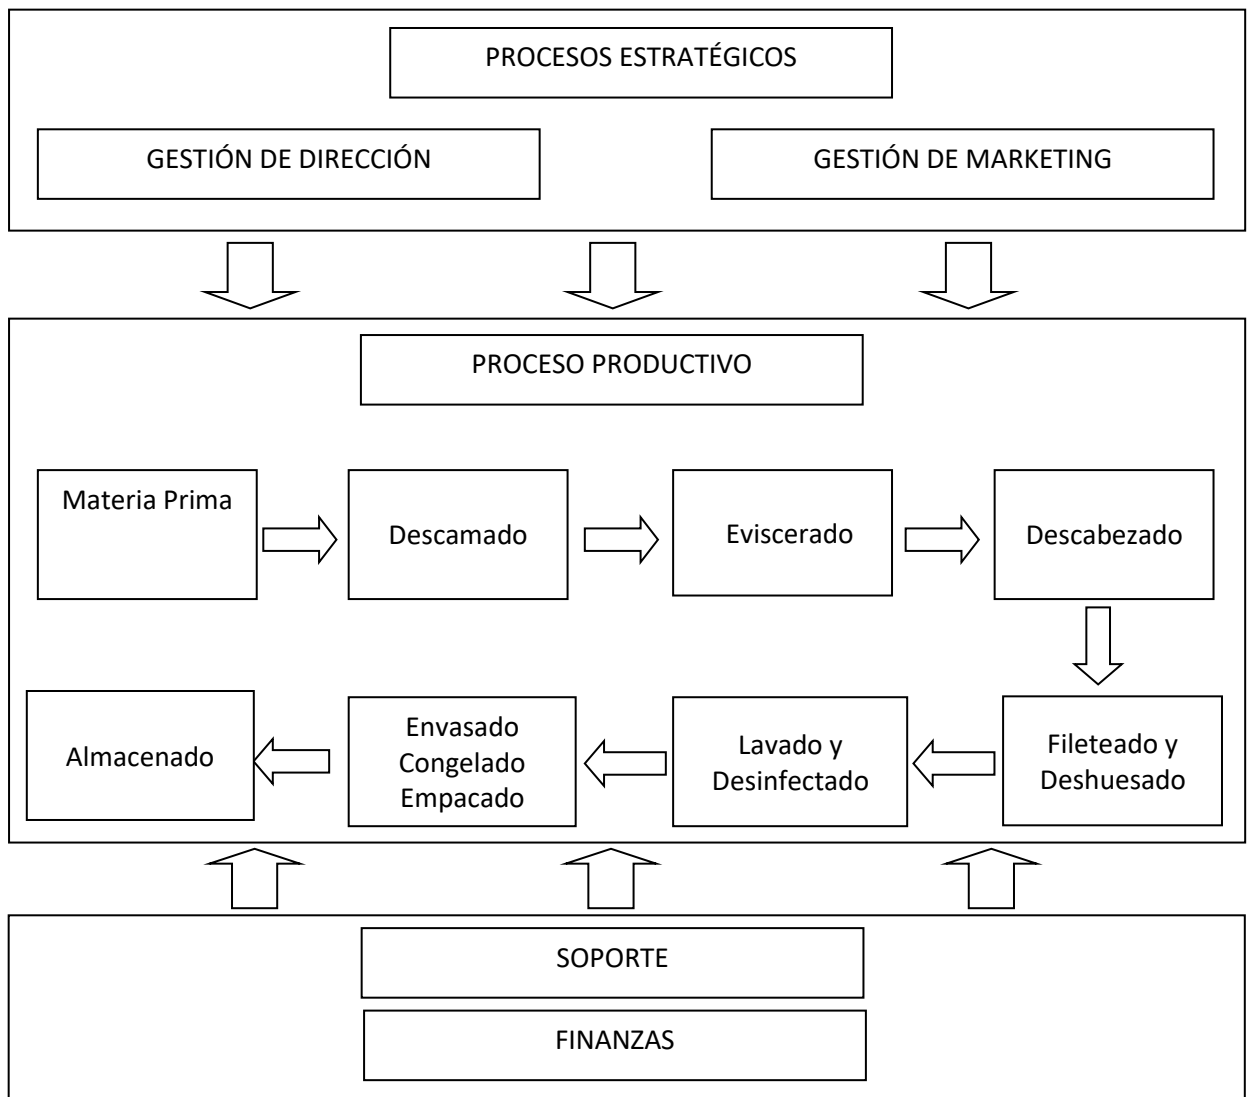 PROCESOS ESTRATÉGICOS
GESTIÓN DE DIRECCIÓN
GESTIÓN DE MARKETING
PROCESO PRODUCTIVO
Materia Prima
Descamado
Eviscerado
Descabezado
Almacenado
Envasado
Congelado
Empacado
Lavado y
Desinfectado
Fileteado y
Deshuesado
SOPORTE
FINANZAS